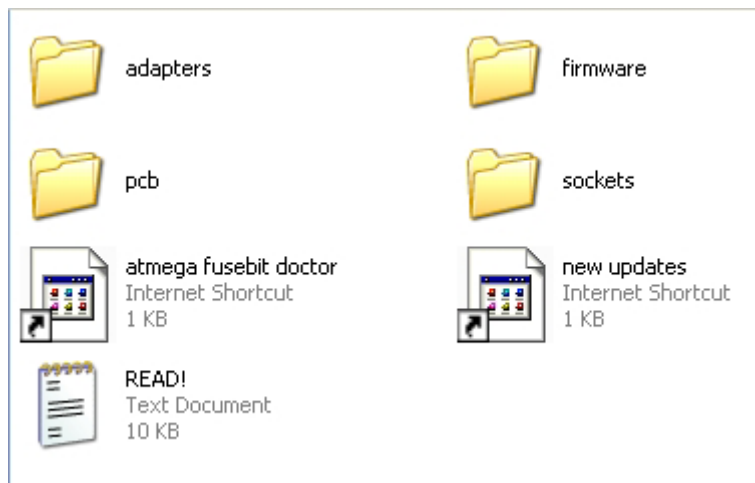 adapters
firmware
pcb
sockets
atmega fusebit doctor
Internet Shortcut
1 KB
new updates
Internet Shortcut
1 KB
READ!
Text Document
10 KB